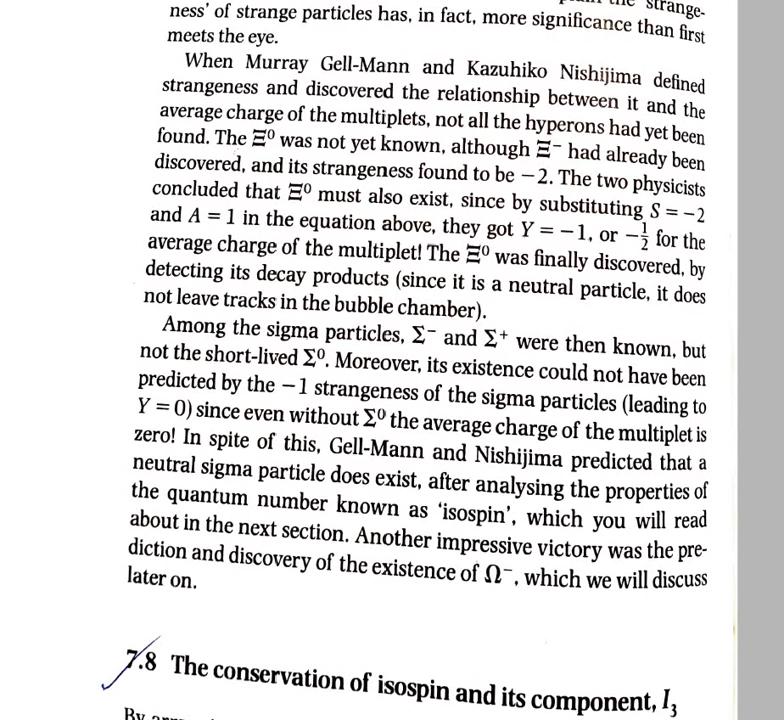 the strange-
ness' of strange particles has, in fact, more significance than first
meets the eye.
When Murray Gell-Mann and Kazuhiko Nishijima defined
strangeness and discovered the relationship between it and the
average charge of the multiplets, not all the hyperons had yet been
found. The Ξ⁰ was not yet known, although Ξ⁻ had already been
discovered, and its strangeness found to be −2. The two physicists
concluded that Ξ⁰ must also exist, since by substituting S = −2
and A = 1 in the equation above, they got Y = −1, or −½ for the
average charge of the multiplet! The Ξ⁰ was finally discovered, by
detecting its decay products (since it is a neutral particle, it does
not leave tracks in the bubble chamber).
Among the sigma particles, Σ⁻ and Σ⁺ were then known, but
not the short-lived Σ⁰. Moreover, its existence could not have been
predicted by the −1 strangeness of the sigma particles (leading to
Y = 0) since even without Σ⁰ the average charge of the multiplet is
zero! In spite of this, Gell-Mann and Nishijima predicted that a
neutral sigma particle does exist, after analysing the properties of
the quantum number known as 'isospin', which you will read
about in the next section. Another impressive victory was the pre-
diction and discovery of the existence of Ω⁻, which we will discuss
later on.
7.8 The conservation of isospin and its component, I₃
By